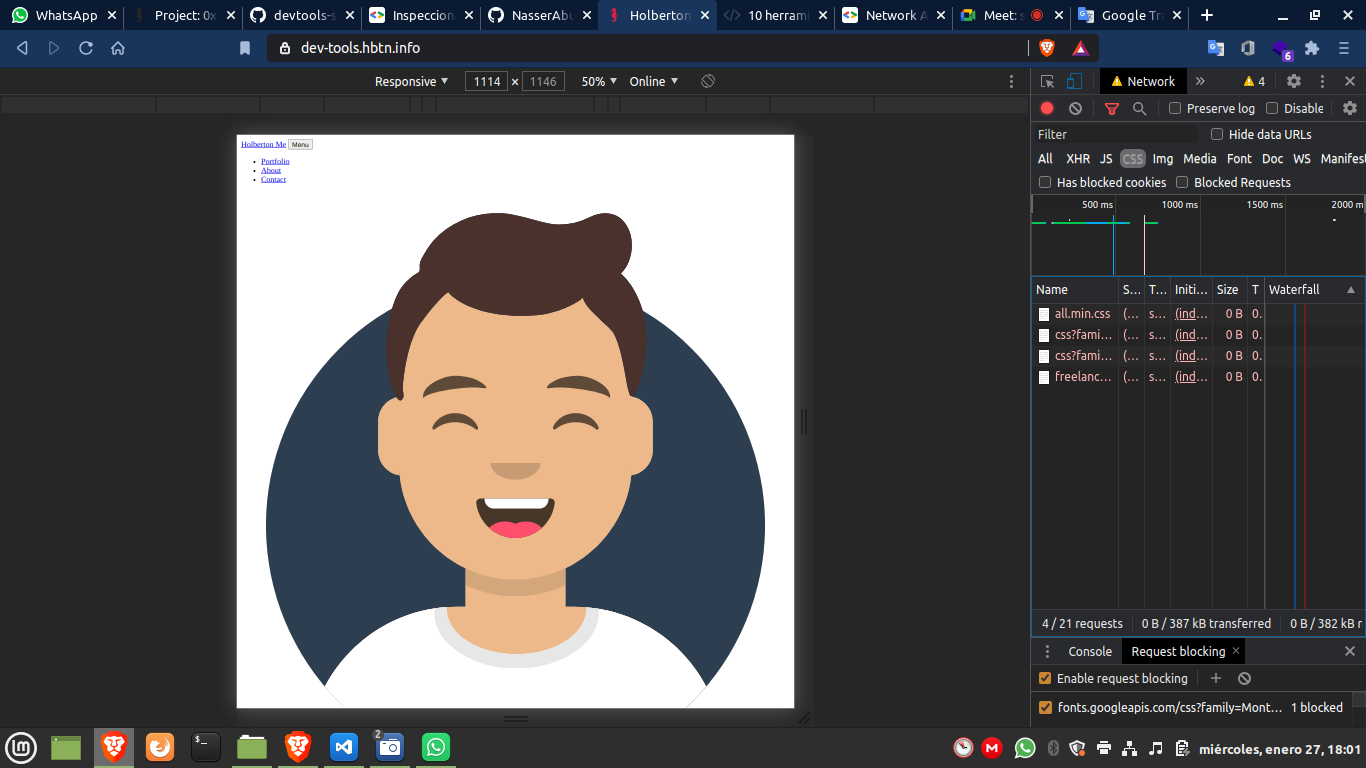 WhatsApp
Project: 0x
devtools-s
Inspeccion
NasserAbu
Holberton
10 herrami
Network A
Meet: s
Google Tra
dev-tools.hbtn.info
6
Responsive 1114 × 1146 50% Online
Network 4
Preserve log Disable
Filter Hide data URLs
All XHR JS CSS Img Media Font Doc WS Manifest
Has blocked cookies Blocked Requests
500 ms 1000 ms 1500 ms 2000 m
Name S... T... Initi... Size T Waterfall
all.min.css (... s... (ind... 0 B 0.
css?fami... (... s... (ind... 0 B 0.
css?fami... (... s... (ind... 0 B 0.
freelanc... (... s... (ind... 0 B 0.
4 / 21 requests 0 B / 387 kB transferred 0 B / 382 kB r
Console Request blocking
Enable request blocking
fonts.googleapis.com/css?family=Mont... 1 blocked
Holberton Me Menu
Portfolio
About
Contact
2
miércoles, enero 27, 18:01